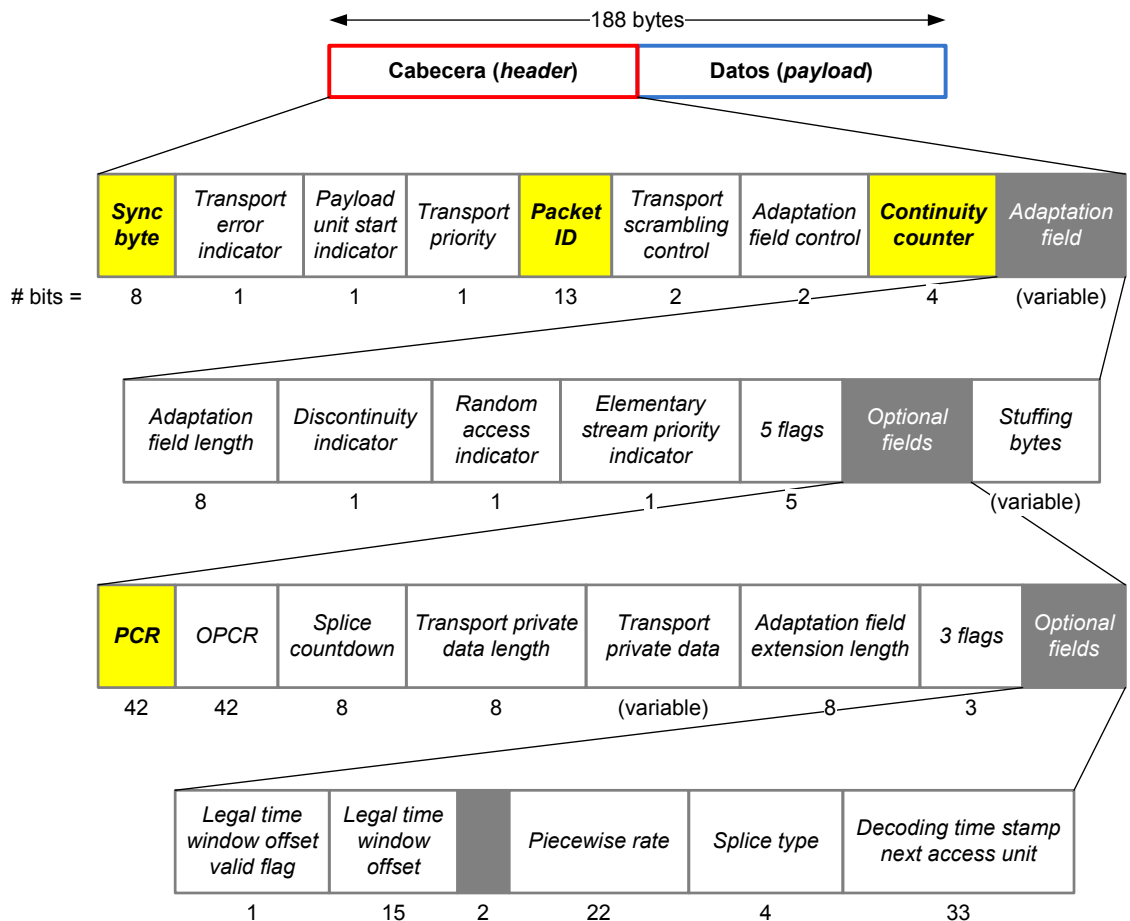 188 bytes
Cabecera (header)
Datos (payload)
Sync
byte
Transport
error
indicator
Payload
unit start
indicator
Transport
priority
Packet
ID
Transport
scrambling
control
Adaptation
field control
Continuity
counter
Adaptation
field
# bits =
8
1
1
1
13
2
2
4
(variable)
Adaptation
field length
Discontinuity
indicator
Random
access
indicator
Elementary
stream priority
indicator
5 flags
Optional
fields
Stuffing
bytes
8
1
1
1
5
(variable)
PCR
OPCR
Splice
countdown
Transport private
data length
Transport
private data
Adaptation field
extension length
3 flags
Optional
fields
42
42
8
8
(variable)
8
3
Legal time
window offset
valid flag
Legal time
window
offset
Piecewise rate
Splice type
Decoding time stamp
next access unit
1
15
2
22
4
33